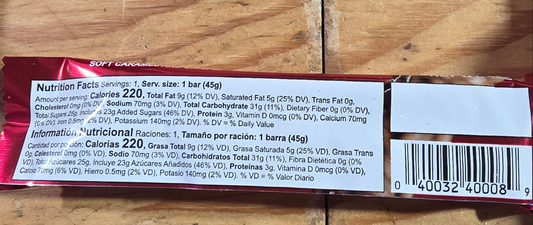 SOFT CARAMEL
Nutrition Facts Servings: 1, Serv. size: 1 bar (45g)
Amount per serving: Calories 220, Total Fat 9g (12% DV), Saturated Fat 5g (25% DV), Trans Fat 0g,
Cholesterol 0mg (0% DV), Sodium 70mg (3% DV), Total Carbohydrate 31g (11%), Dietary Fiber 0g (0% DV),
Total Sugars 25g, Includes 23g Added Sugars (46% DV), Protein 3g, Vitamin D 0mcg (0% DV), Calcium 70mg
(6% DV), Iron 0.5mg (2% DV), Potassium 140mg (2% DV). % DV = % Daily Value
Información Nutricional Raciones: 1, Tamaño por ración: 1 barra (45g)
Cantidad por porción: Calorías 220, Grasa Total 9g (12% VD), Grasa Saturada 5g (25% VD), Grasa Trans
0g, Colesterol 0mg (0% VD), Sodio 70mg (3% VD), Carbohidratos Total 31g (11% VD), Fibra Dietética 0g (0%
VD), Total Azúcares 25g, Incluye 23g Azúcares Añadidos (46% VD), Proteínas 3g, Vitamina D 0mcg (0% VD),
Calcio 70mg (6% VD), Hierro 0.5mg (2% VD), Potasio 140mg (2% VD). % VD = % Valor Diario
0 40032 40008 9